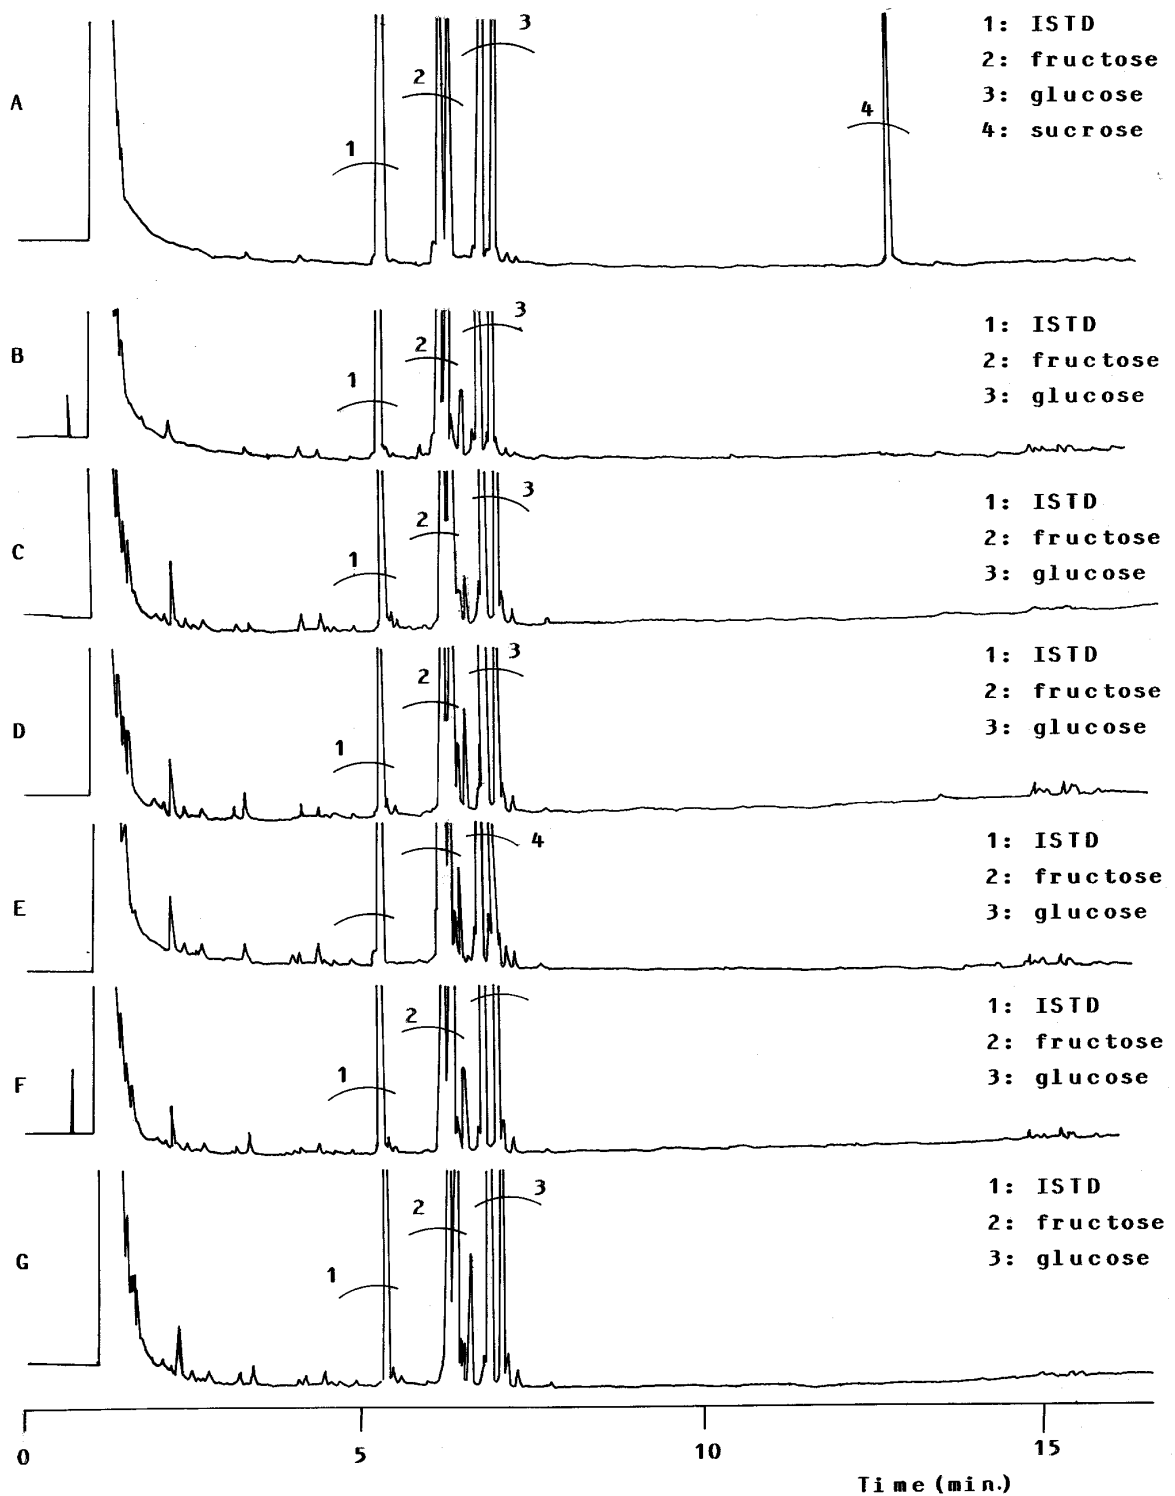 A
1
2
3
4
1: ISTD
2: fructose
3: glucose
4: sucrose
B
1
2
3
1: ISTD
2: fructose
3: glucose
C
1
2
3
1: ISTD
2: fructose
3: glucose
D
1
2
3
1: ISTD
2: fructose
3: glucose
E
4
1: ISTD
2: fructose
3: glucose
F
1
2
1: ISTD
2: fructose
3: glucose
G
1
2
3
1: ISTD
2: fructose
3: glucose
0 5 10 15
Time (min.)